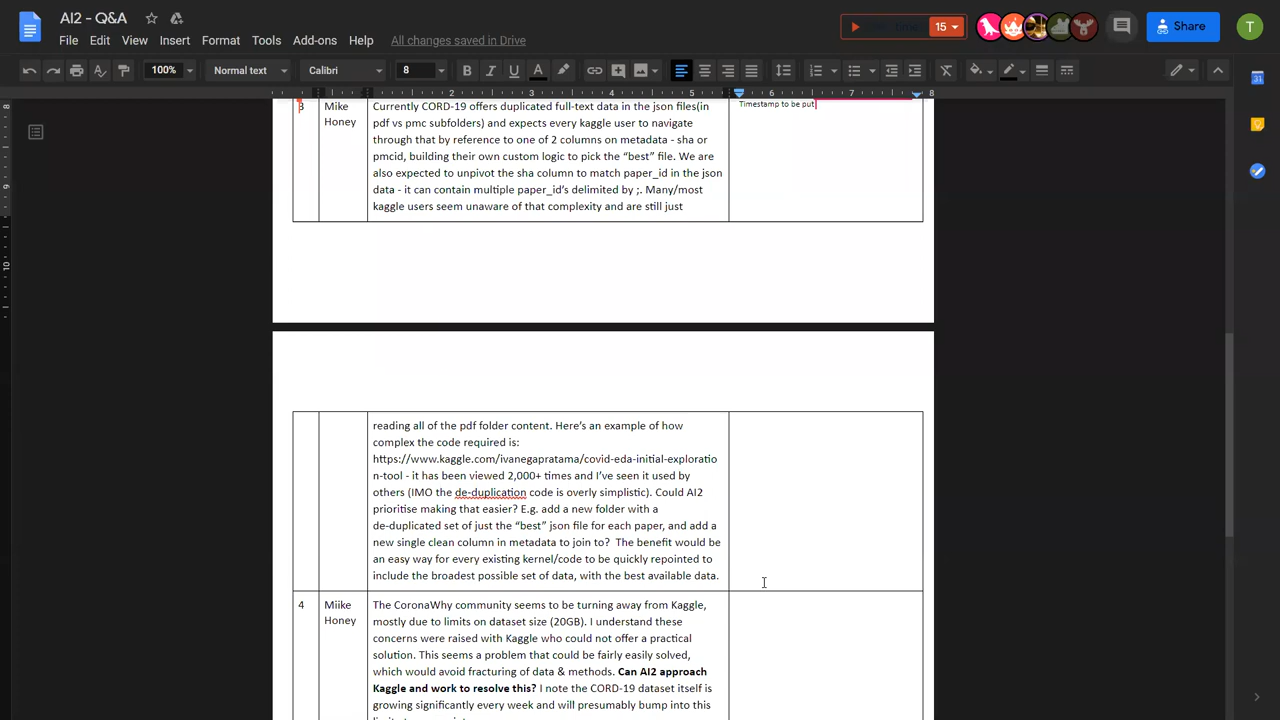 AI2 - Q&A
File Edit View Insert Format Tools Add-ons Help All changes saved in Drive
15
Share
T
100% Normal text Calibri 8
2 3 4 5 6 7 8
3 Mike Honey
Currently CORD-19 offers duplicated full-text data in the json files(in
pdf vs pmc subfolders) and expects every kaggle user to navigate
through that by reference to one of 2 columns on metadata - sha or
pmcid, building their own custom logic to pick the “best” file. We are
also expected to unpivot the sha column to match paper_id in the json
data - it can contain multiple paper_id’s delimited by ;. Many/most
kaggle users seem unaware of that complexity and are still just
Timestamp to be put
reading all of the pdf folder content. Here’s an example of how
complex the code required is:
https://www.kaggle.com/ivanegapratama/covid-eda-initial-exploratio
n-tool - it has been viewed 2,000+ times and I’ve seen it used by
others (IMO the de-duplication code is overly simplistic). Could AI2
prioritise making that easier? E.g. add a new folder with a
de-duplicated set of just the “best” json file for each paper, and add a
new single clean column in metadata to join to?  The benefit would be
an easy way for every existing kernel/code to be quickly repointed to
include the broadest possible set of data, with the best available data.
4 Miike Honey
The CoronaWhy community seems to be turning away from Kaggle,
mostly due to limits on dataset size (20GB). I understand these
concerns were raised with Kaggle who could not offer a practical
solution. This seems a problem that could be fairly easily solved,
which would avoid fracturing of data & methods. Can AI2 approach
Kaggle and work to resolve this? I note the CORD-19 dataset itself is
growing significantly every week and will presumably bump into this